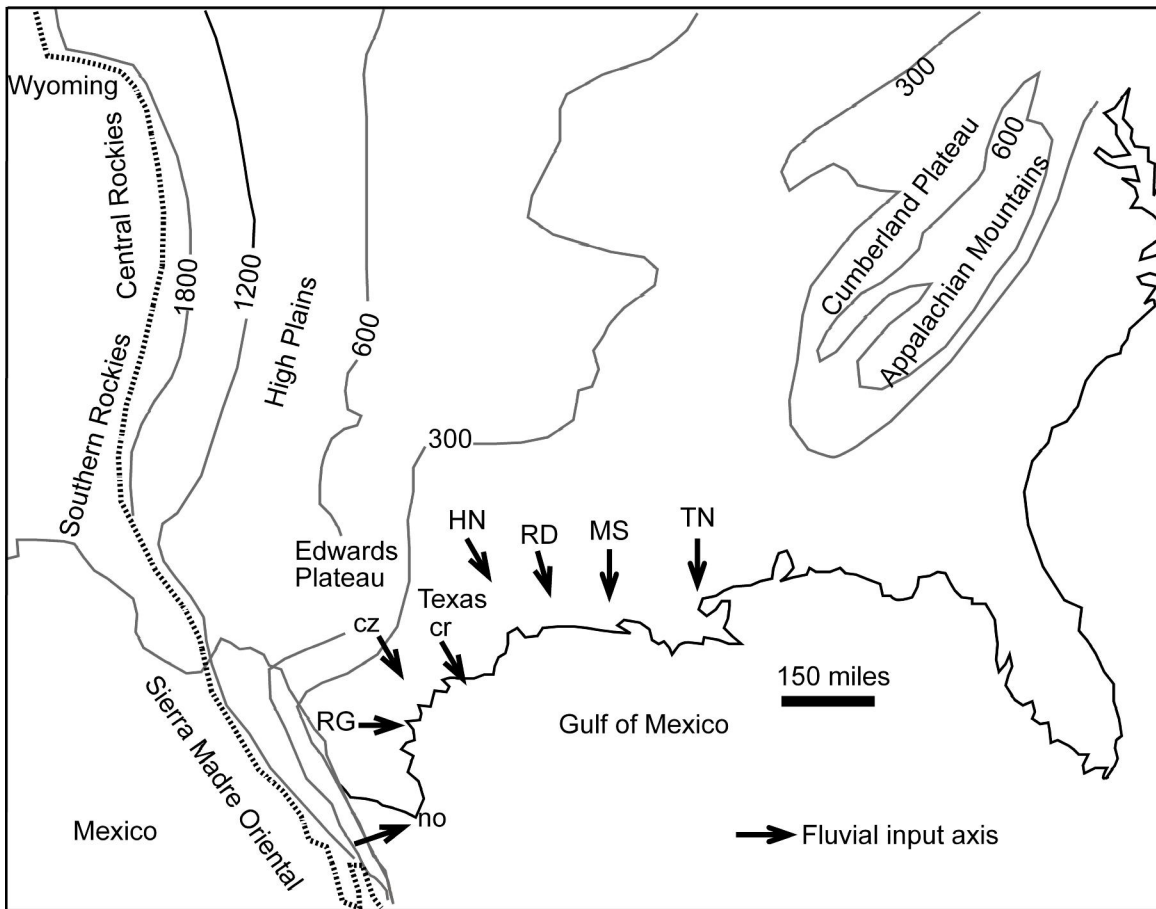 Wyoming
Central Rockies
Southern Rockies
1800
1200
High Plains
600
300
300
600
Cumberland Plateau
Appalachian Mountains
HN
RD
MS
TN
Edwards
Plateau
Texas
cz
cr
RG
no
150 miles
Gulf of Mexico
Sierra Madre Oriental
Mexico
Fluvial input axis